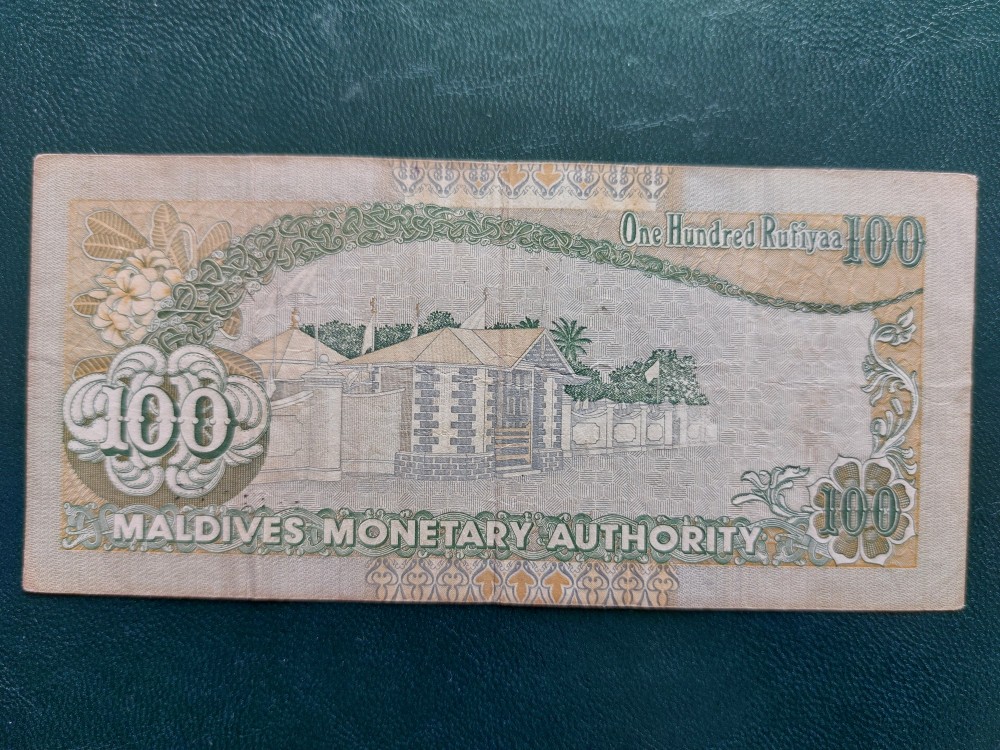 One Hundred Rufiyaa 100
100
100
MALDIVES MONETARY AUTHORITY